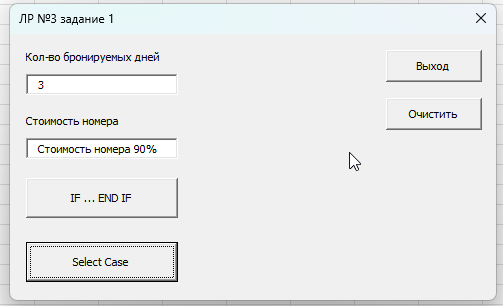 ЛР №3 задание 1
Кол-во бронируемых дней
3
Выход
Стоимость номера
Очистить
Стоимость номера 90%
IF ... END IF
Select Case